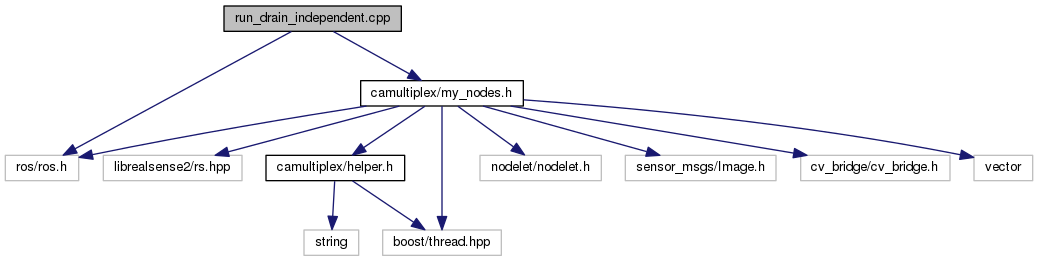 run_drain_independent.cpp
camultiplex/my_nodes.h
ros/ros.h
librealsense2/rs.hpp
camultiplex/helper.h
nodelet/nodelet.h
sensor_msgs/Image.h
cv_bridge/cv_bridge.h
vector
string
boost/thread.hpp